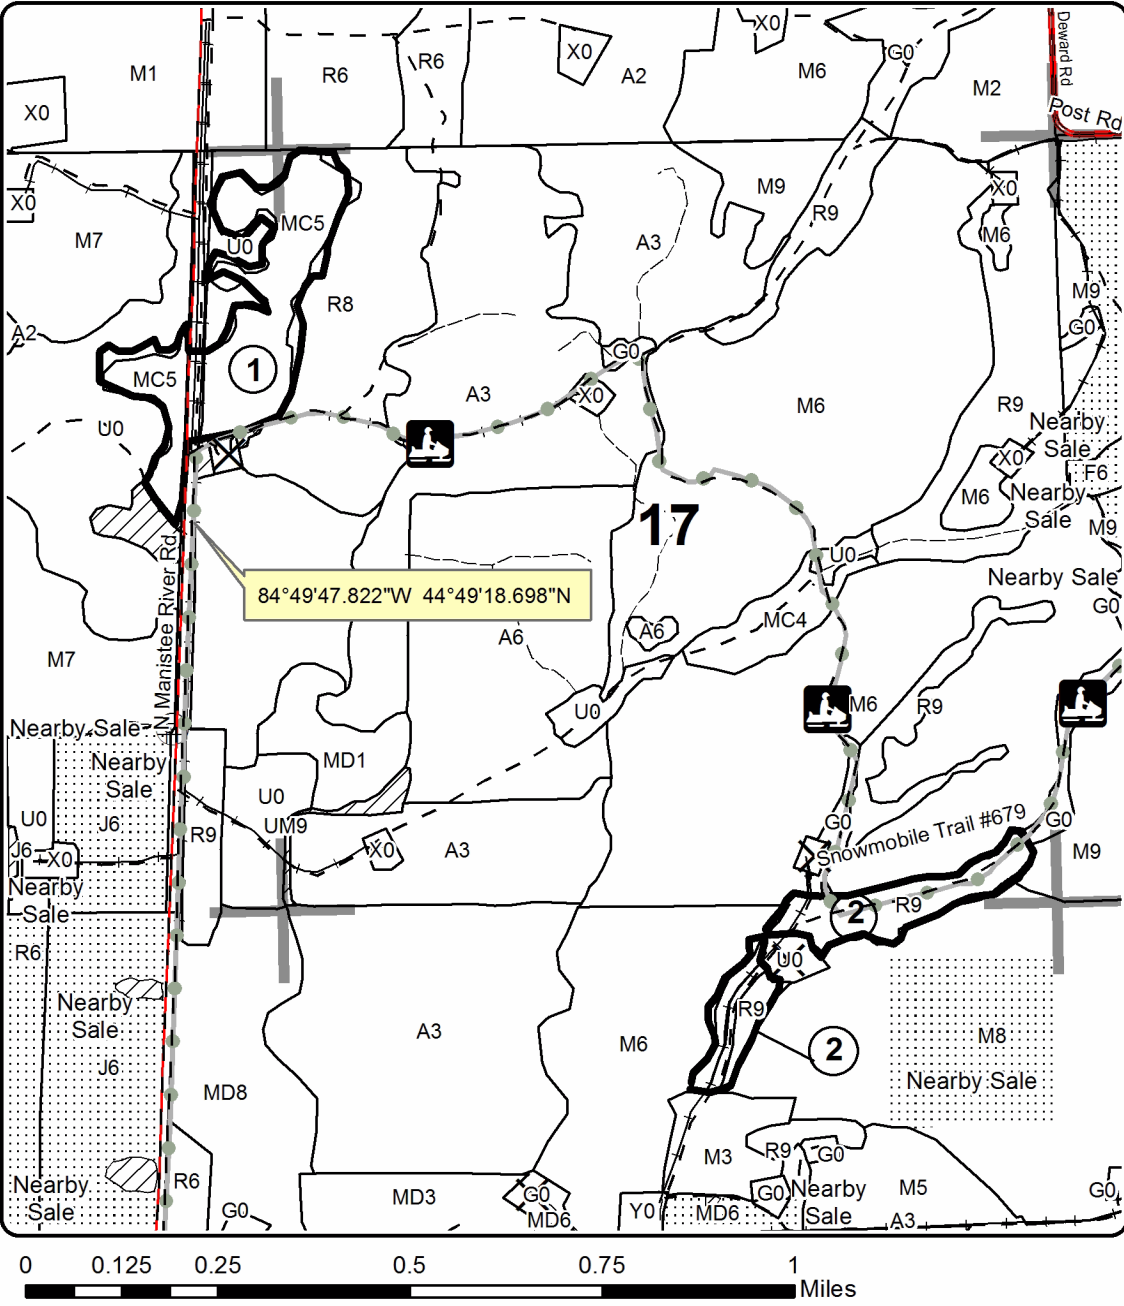 X0
G0
Deward Rd
M1
R6
R6
X0
A2
M6
M2
X0
Post Rd
X0
M9
X0
R9
MC5
M6
M7
U0
A3
M9
R8
G0
A2
G0
1
MC5
A3
X0
M6
R9
Nearby
Sale
U0
X0
F6
M6
Nearby
Sale
17
M9
U0
Nearby Sale
84°49'47.822"W 44°49'18.698"N
G0
MC4
A6
A6
M7
N Manistee River Rd
M6
R9
U0
Nearby Sale
Nearby
Sale
MD1
U0
U0
J6
UM9
R9
G0
Snowmobile Trail #679
G0
J6
X0
X0
A3
M9
Nearby
Sale
R9
2
R6
U0
Nearby
Sale
R9
A3
M6
M8
2
J6
Nearby Sale
MD8
M3
R9
G0
R6
Nearby
Sale
MD3
G0
G0
Nearby
Sale
M5
G0
G0
MD6
Y0
MD6
A3
0 0.125 0.25 0.5 0.75 1
Miles